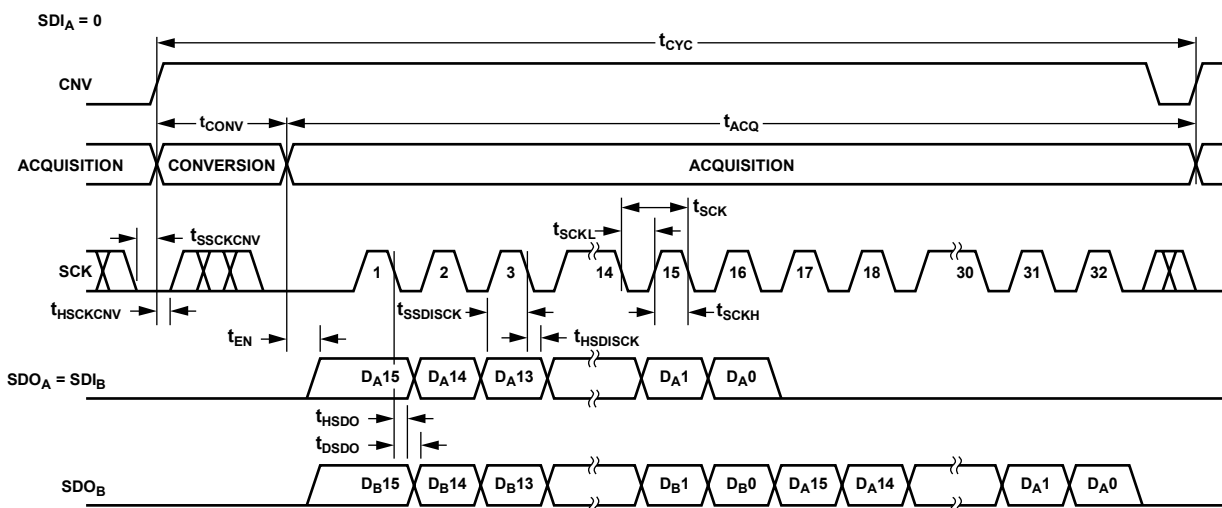 SDIA = 0
tCYC
CNV
tCONV
tACQ
ACQUISITION CONVERSION ACQUISITION
tSCK
tSCKL
tSSCKCNV
SCK 1 2 3 14 15 16 17 18 30 31 32
tHSCKCNV
tSSDISCK
tSCKH
tEN
tHSDISCK
SDOA = SDIB DA15 DA14 DA13 DA1 DA0
tHSDO
tDSDO
SDOB DB15 DB14 DB13 DB1 DB0 DA15 DA14 DA1 DA0